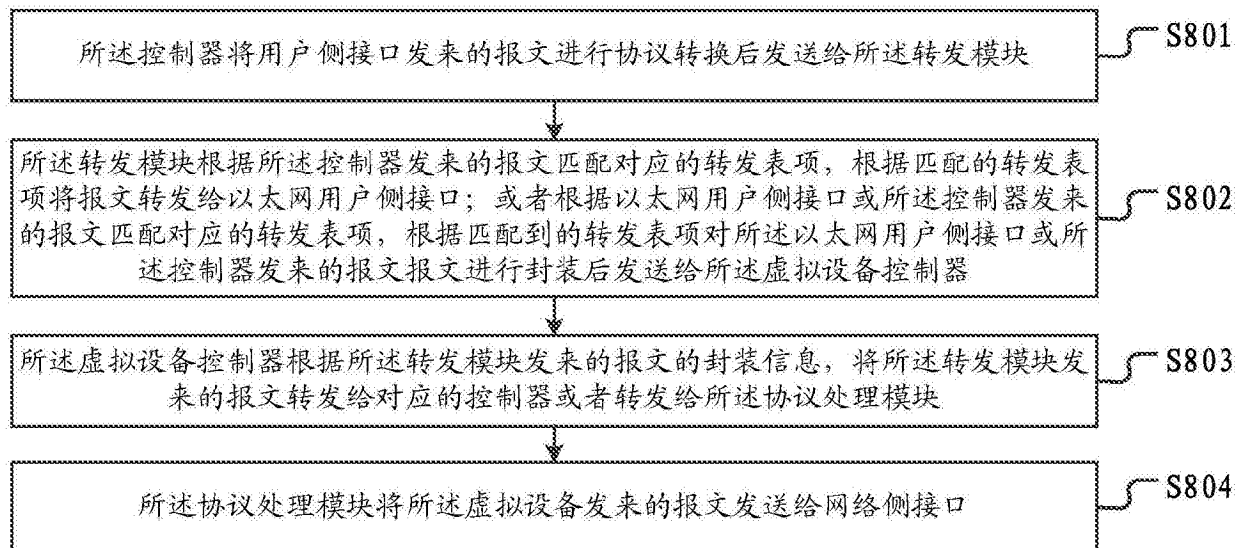 所述控制器将用户侧接口发来的报文进行协议转换后发送给所述转发模块
S801
所述转发模块根据所述控制器发来的报文匹配对应的转发表项，根据匹配的转发表
项将报文转发给以太网用户侧接口；或者根据以太网用户侧接口或所述控制器发来
的报文匹配对应的转发表项，根据匹配到的转发表项对所述以太网用户侧接口或所
述控制器发来的报文报文进行封装后发送给所述虚拟设备控制器
S802
所述虚拟设备控制器根据所述转发模块发来的报文的封装信息，将所述转发模块发
来的报文转发给对应的控制器或者转发给所述协议处理模块
S803
所述协议处理模块将所述虚拟设备发来的报文发送给网络侧接口
S804